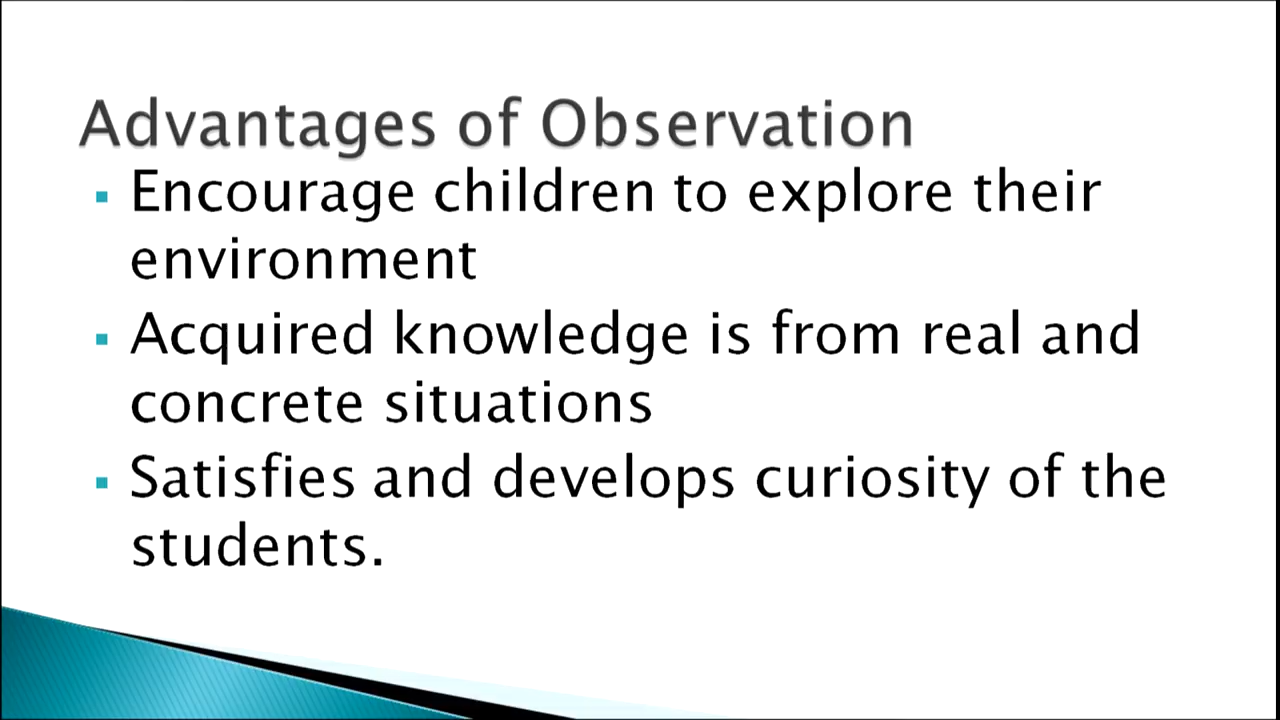 Advantages of Observation
▪ Encourage children to explore their
environment
▪ Acquired knowledge is from real and
concrete situations
▪ Satisfies and develops curiosity of the
students.